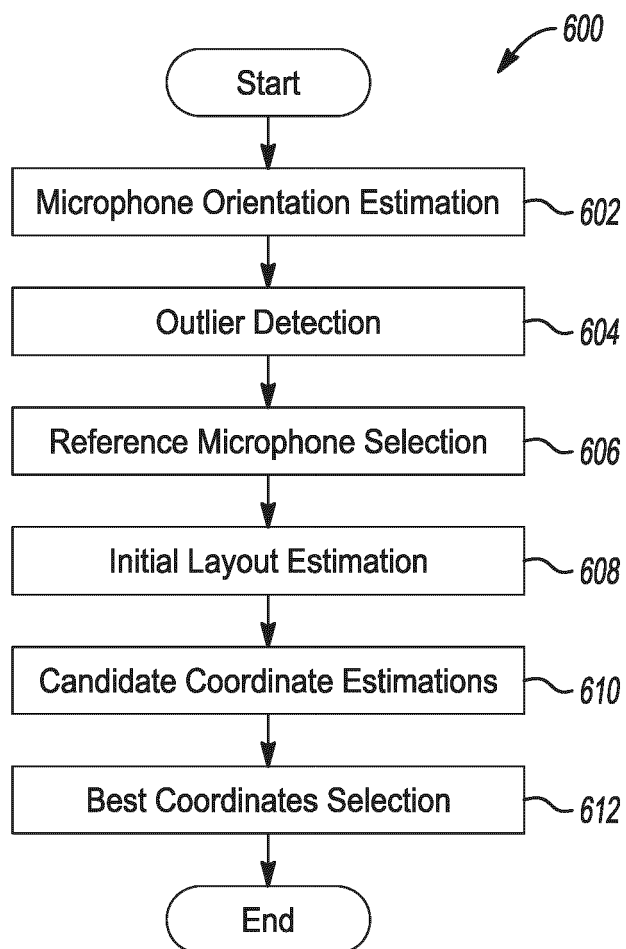 600
Start
Microphone Orientation Estimation
602
Outlier Detection
604
Reference Microphone Selection
606
Initial Layout Estimation
608
Candidate Coordinate Estimations
610
Best Coordinates Selection
612
End